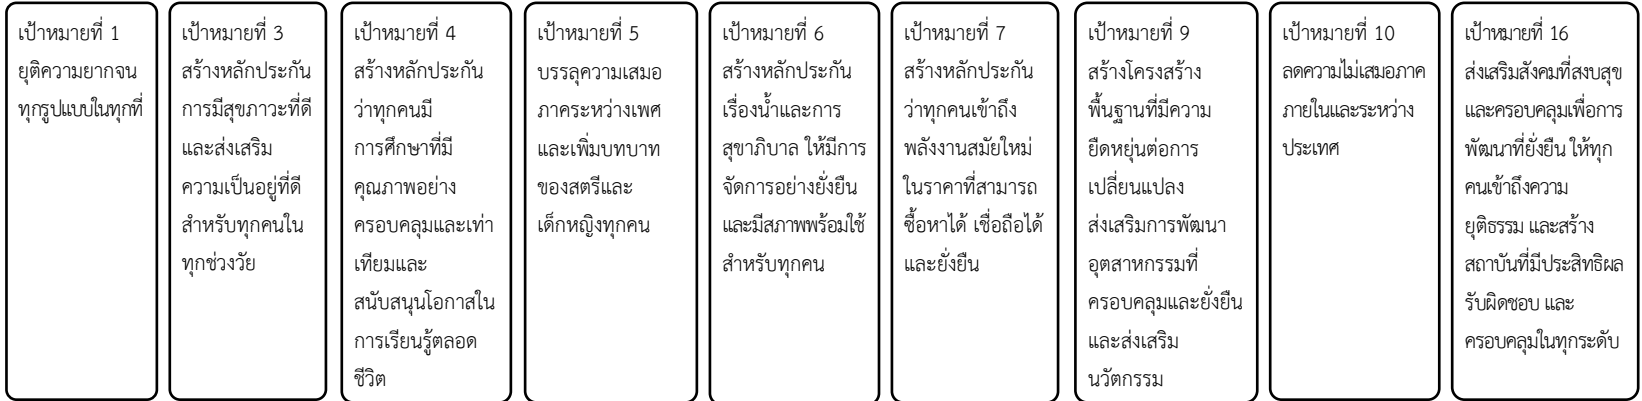 เป้าหมายที่ 1
ยุติความยากจน
ทุกรูปแบบในทุกที่
เป้าหมายที่ 3
สร้างหลักประกัน
การมีสุขภาวะที่ดี
และส่งเสริม
ความเป็นอยู่ที่ดี
สำหรับทุกคนใน
ทุกช่วงวัย
เป้าหมายที่ 4
สร้างหลักประกัน
ว่าทุกคนมี
การศึกษาที่มี
คุณภาพอย่าง
ครอบคลุมและเท่า
เทียมและ
สนับสนุนโอกาสใน
การเรียนรู้ตลอด
ชีวิต
เป้าหมายที่ 5
บรรลุความเสมอ
ภาคระหว่างเพศ
และเพิ่มบทบาท
ของสตรีและ
เด็กหญิงทุกคน
เป้าหมายที่ 6
สร้างหลักประกัน
เรื่องน้ำและการ
สุขาภิบาล ให้มีการ
จัดการอย่างยั่งยืน
และมีสภาพพร้อมใช้
สำหรับทุกคน
เป้าหมายที่ 7
สร้างหลักประกัน
ว่าทุกคนเข้าถึง
พลังงานสมัยใหม่
ในราคาที่สามารถ
ซื้อหาได้ เชื่อถือได้
และยั่งยืน
เป้าหมายที่ 9
สร้างโครงสร้าง
พื้นฐานที่มีความ
ยืดหยุ่นต่อการ
เปลี่ยนแปลง
ส่งเสริมการพัฒนา
อุตสาหกรรมที่
ครอบคลุมและยั่งยืน
และส่งเสริม
นวัตกรรม
เป้าหมายที่ 10
ลดความไม่เสมอภาค
ภายในและระหว่าง
ประเทศ
เป้าหมายที่ 16
ส่งเสริมสังคมที่สงบสุข
และครอบคลุมเพื่อการ
พัฒนาที่ยั่งยืน ให้ทุก
คนเข้าถึงความ
ยุติธรรม และสร้าง
สถาบันที่มีประสิทธิผล
รับผิดชอบ และ
ครอบคลุมในทุกระดับ